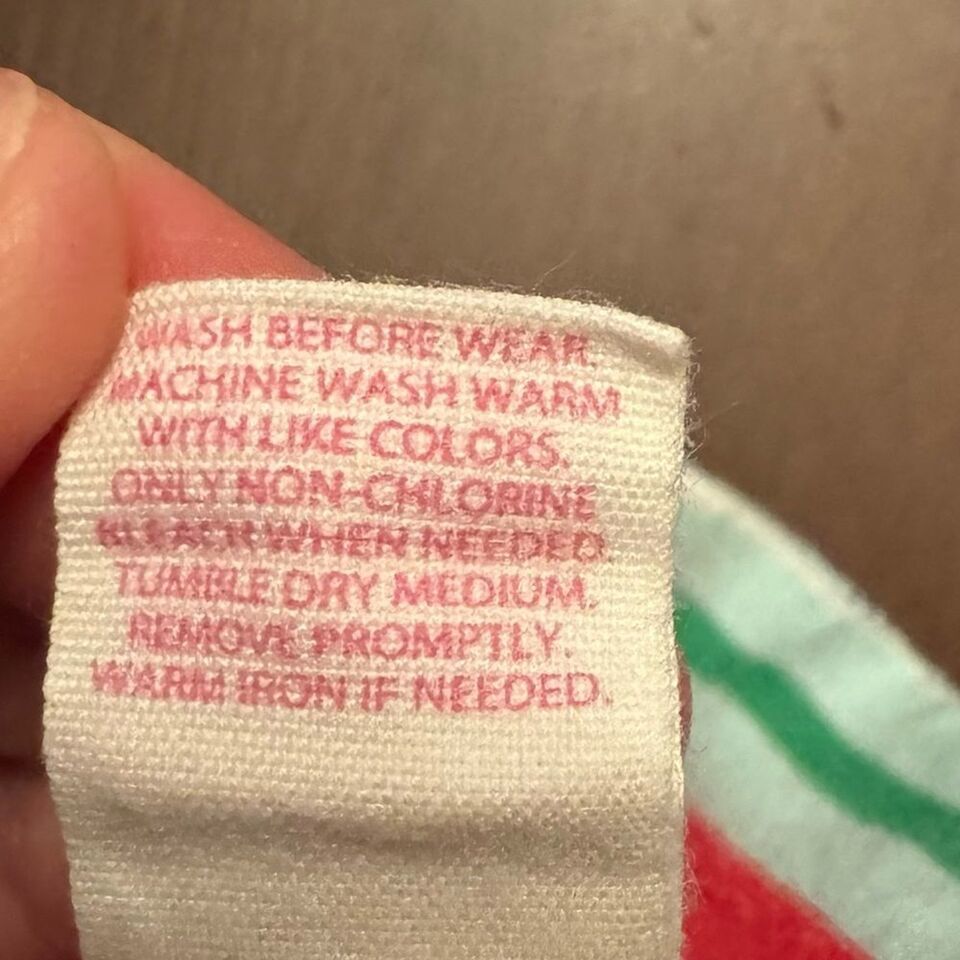 WASH BEFORE WEAR.
MACHINE WASH WARM
WITH LIKE COLORS.
ONLY NON-CHLORINE
BLEACH WHEN NEEDED.
TUMBLE DRY MEDIUM.
REMOVE PROMPTLY.
WARM IRON IF NEEDED.